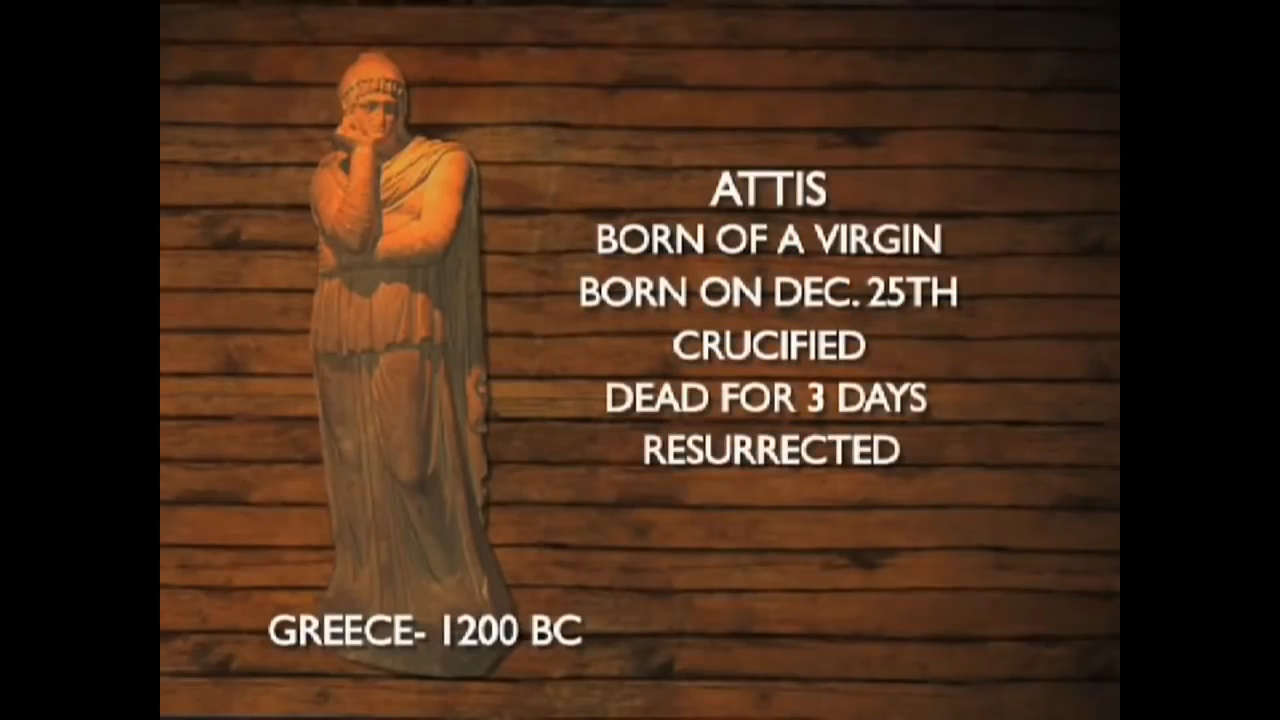 ATTIS
BORN OF A VIRGIN
BORN ON DEC. 25TH
CRUCIFIED
DEAD FOR 3 DAYS
RESURRECTED
GREECE- 1200 BC